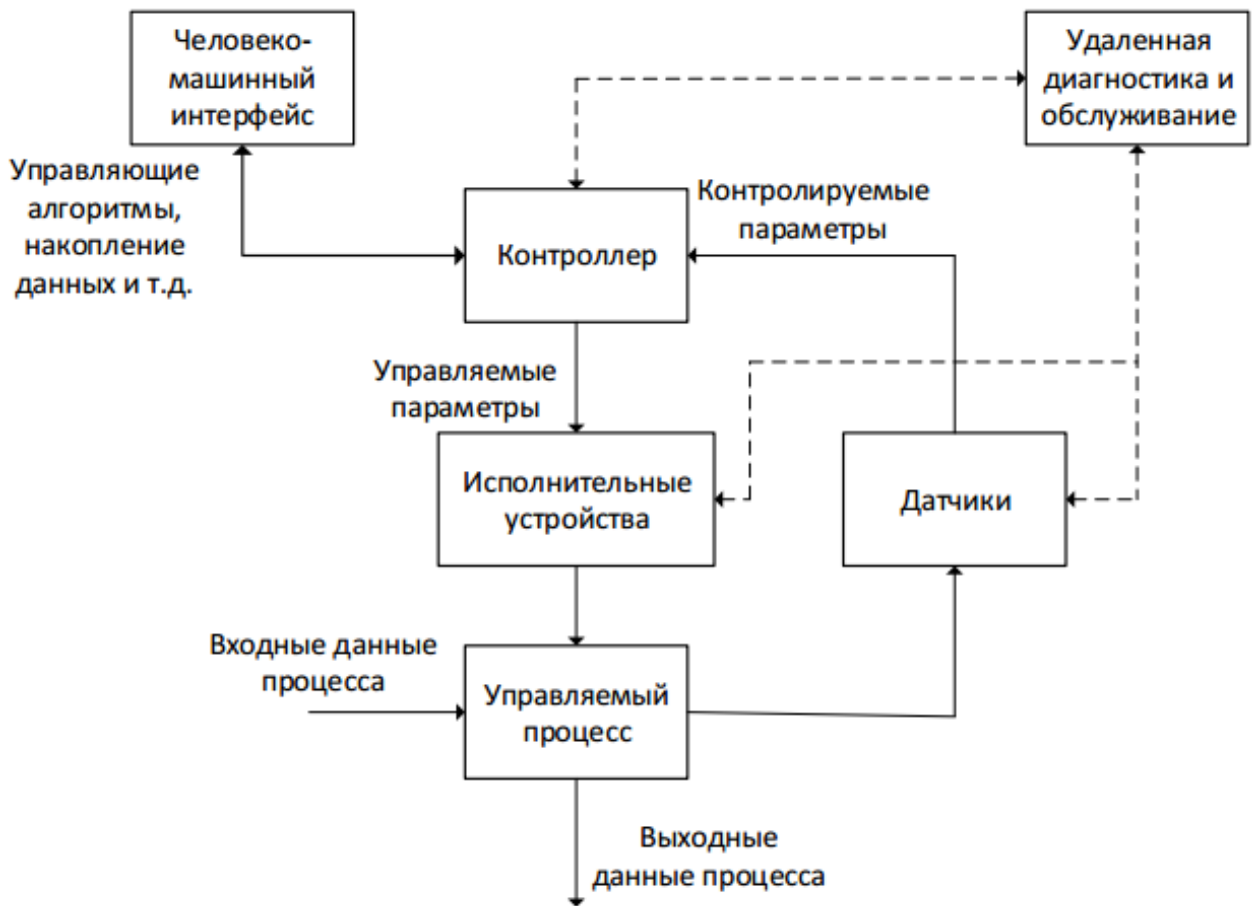 Человеко-
машинный
интерфейс
Удаленная
диагностика и
обслуживание
Управляющие
алгоритмы,
накопление
данных и т.д.
Контролируемые
параметры
Контроллер
Управляемые
параметры
Исполнительные
устройства
Датчики
Входные данные
процесса
Управляемый
процесс
Выходные
данные процесса